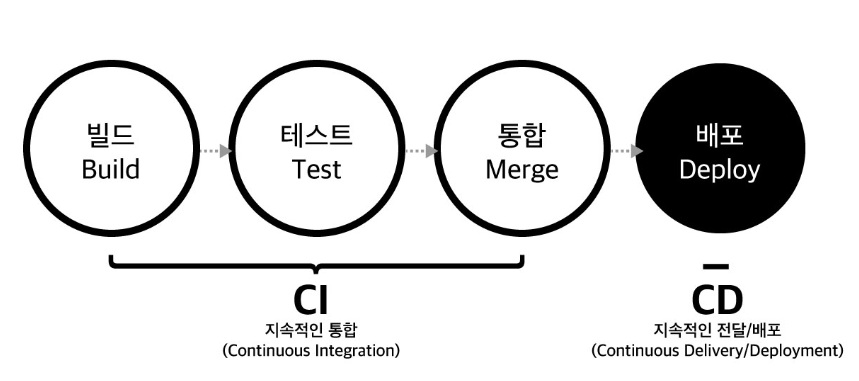 빌드
Build
테스트
Test
통합
Merge
배포
Deploy
CI
지속적인 통합
(Continuous Integration)
CD
지속적인 전달/배포
(Continuous Delivery/Deployment)